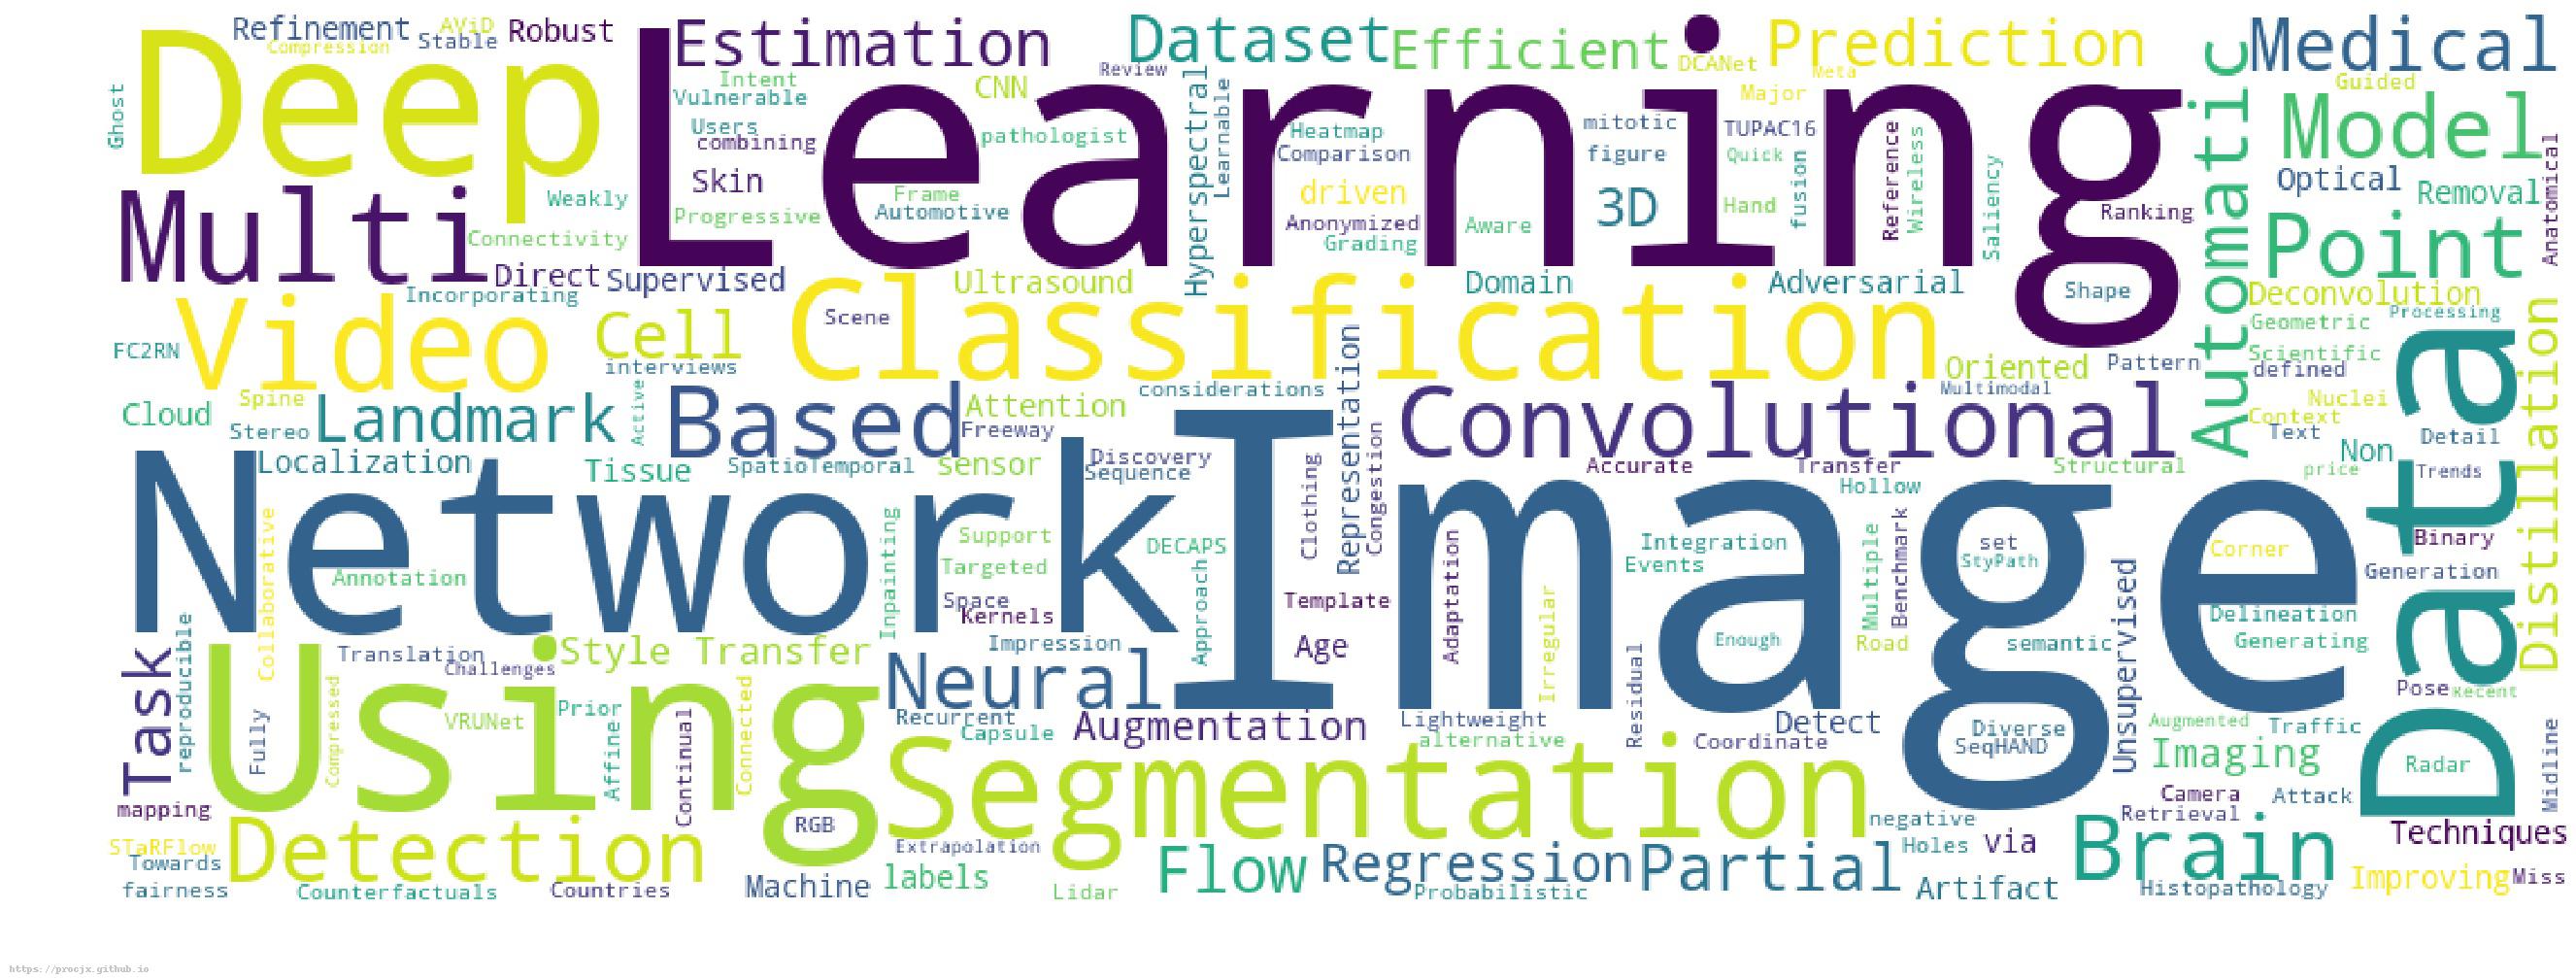 Refinement
AViD
Robust
Compression
Stable
Deep
Learning
Estimation
Dataset
Efficient
Prediction
Medical
DCANet
Meta
Guided
Ghost
Intent
CNN
Review
Vulnerable
Major
Model
Users
combining
pathologist
Hyperspectral
Learnable
Heatmap
Comparison
mitotic
figure
TUPAC16
Quick
Reference
Wireless
fusion
Saliency
Automatic
Anatomical
Multi
Weakly
Skin
Frame
Automotive
Progressive
driven
Anonymized
Grading
Aware
3D
Hand
Ranking
Optical
Removal
Connectivity
Direct
Incorporating
Supervised
Ultrasound
Domain
Adversarial
Shape
Point
Deconvolution
Processing
Video
Cell
Scene
Classification
FC2RN
interviews
Oriented
Pattern
Geometric
Scientific
defined
Data
Distillation
Cloud
Spine
Stereo
Landmark
Active
Based
Attention
Freeway
considerations
Representation
Multimodal
Convolutional
Nuclei
Context
Text
Non
Detail
Localization
Tissue
SpatioTemporal
sensor
Discovery
Sequence
Clothing
Congestion
Accurate
Transfer
Hollow
Structural
price
Trends
Network
Image
Annotation
Collaborative
Inpainting
Support
Targeted
DECAPS
Space
Kernels
Approach
Template
Adaptation
Irregular
Integration
Events
Multiple
Benchmark
set
StyPath
Corner
Binary
Generation
Delineation
Generating
Unsupervised
Task
reproducible
Translation
Challenges
Style Transfer
Impression
Neural
Age
Enough
Road
semantic
Pose
Recent
Using
Fully
Compressed
VRUNet
Prior
Affine
Continual
Connected
Recurrent
Capsule
Augmentation
Lightweight
alternative
Residual
Detect
Coordinate
Diverse
SeqHAND
Augmented
Traffic
Imaging
Radar
Midline
mapping
RGB
Segmentation
Camera
Attack
Retrieval
STaRFlow
Towards
fairness
Detection
Counterfactuals
Countries
Machine
Extrapolation
labels
Lidar
Flow
Regression
Probabilistic
Partial
negative
Holes
via
Artifact
Brain
Histopathology
Techniques
Improving
Miss
https://procjx.github.io